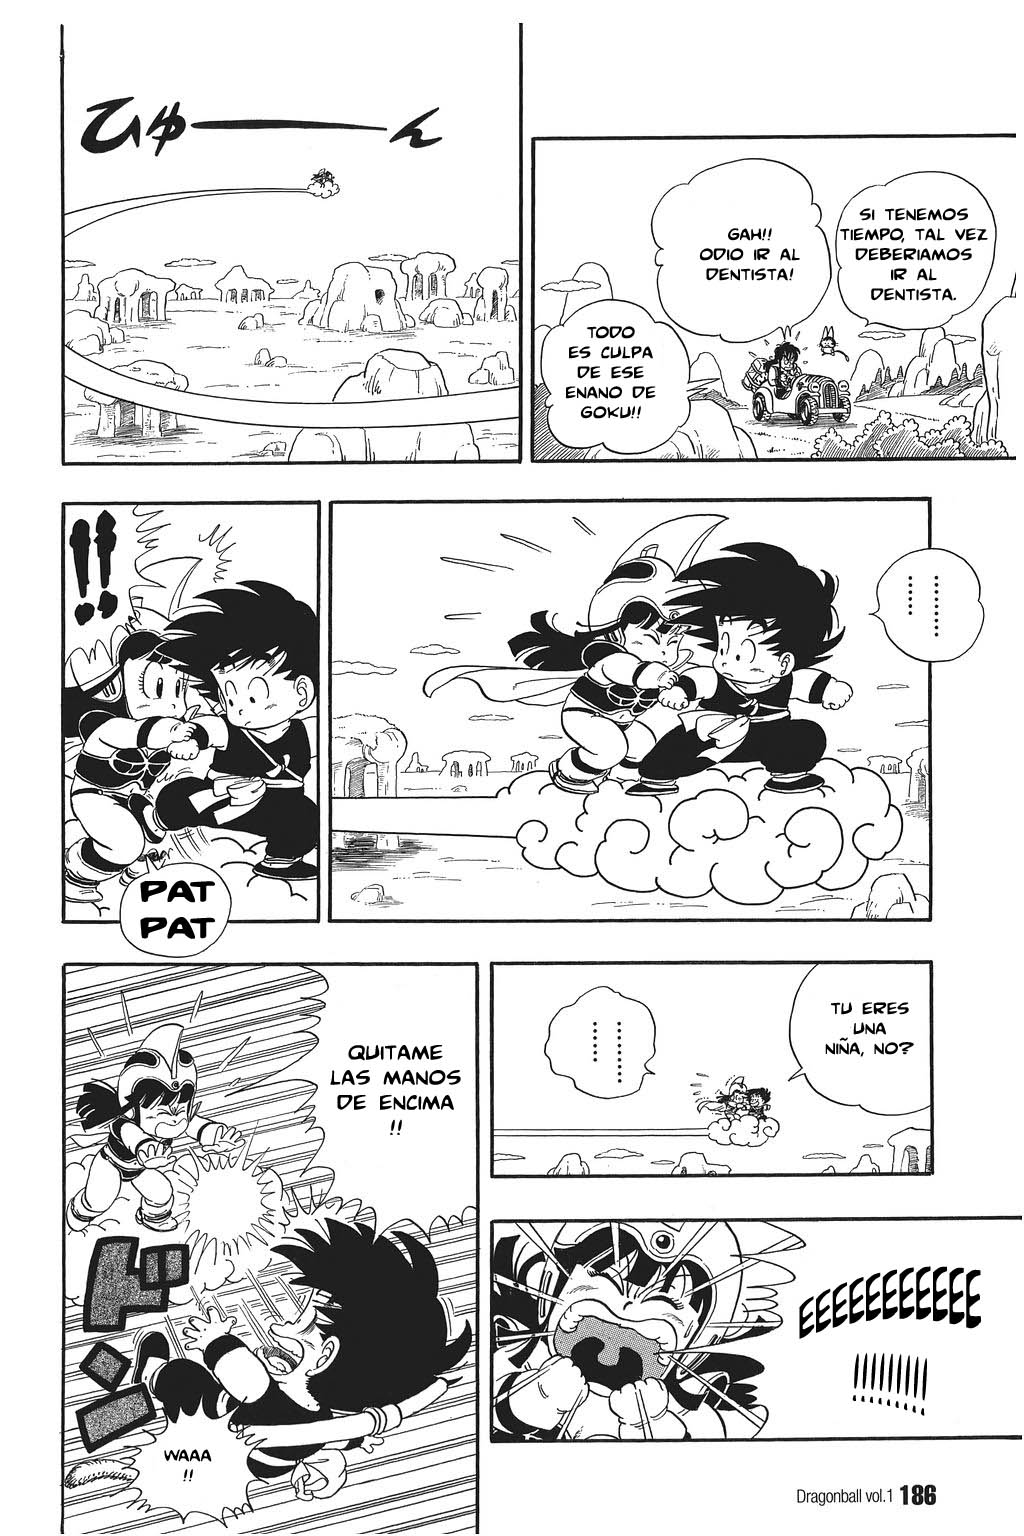 ひゅーん
SI TENEMOS
TIEMPO, TAL VEZ
DEBERIAMOS
IR AL
DENTISTA.
GAH!!
ODIO IR AL
DENTISTA!
TODO
ES CULPA
DE ESE
ENANO DE
GOKU!!
!!
PAT
PAT
............
TU ERES
UNA
NIÑA, NO?
............
QUITAME
LAS MANOS
DE ENCIMA
!!
ドン
WAAA
!!
EEEEEEEEEEE
!!!!!!!!!!
Dragonball vol.1 186